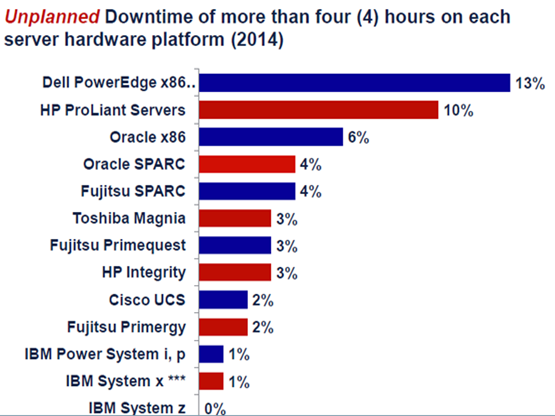 Unplanned Downtime of more than four (4) hours on each
server hardware platform (2014)
Dell PowerEdge x86.. 13%
HP ProLiant Servers 10%
Oracle x86 6%
Oracle SPARC 4%
Fujitsu SPARC 4%
Toshiba Magnia 3%
Fujitsu Primequest 3%
HP Integrity 3%
Cisco UCS 2%
Fujitsu Primergy 2%
IBM Power System i, p 1%
IBM System x *** 1%
IBM System z 0%